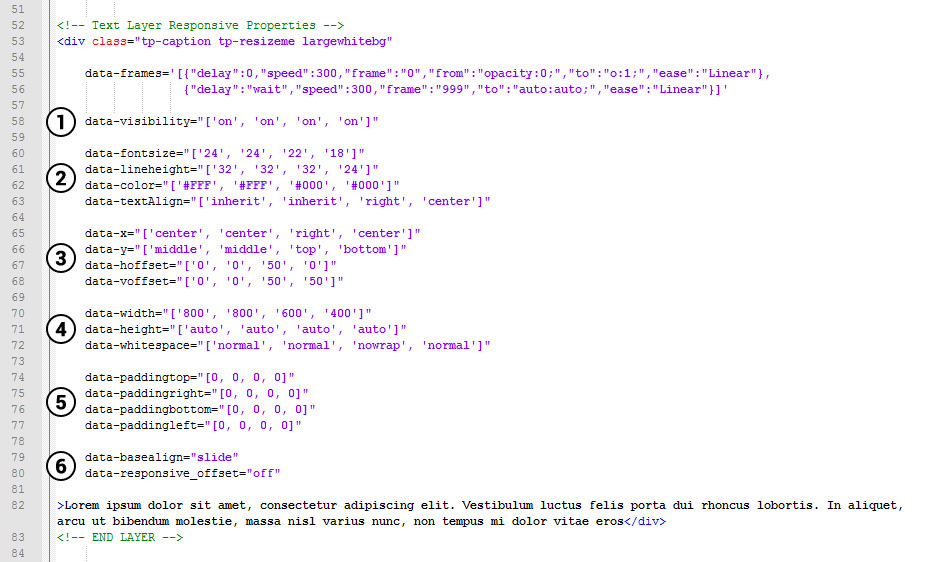 51
52 <!-- Text Layer Responsive Properties -->
53 <div class="tp-caption tp-resizeme largewhitebg"
54
55 data-frames='[{"delay":0,"speed":300,"frame":"0","from":"opacity:0;","to":"o:1;","ease":"Linear"},
56 {"delay":"wait","speed":300,"frame":"999","to":"auto:auto;","ease":"Linear"}]'
57
58 1 data-visibility="['on', 'on', 'on', 'on']"
59
60 data-fontsize="['24', '24', '22', '18']"
61 data-lineheight="['32', '32', '32', '24']"
2
62 data-color="['#FFF', '#FFF', '#000', '#000']"
63 data-textAlign="['inherit', 'inherit', 'right', 'center']"
64
65 data-x="['center', 'center', 'right', 'center']"
66 data-y="['middle', 'middle', 'top', 'bottom']"
3
67 data-hoffset="['0', '0', '50', '0']"
68 data-voffset="['0', '0', '50', '50']"
69
70 data-width="['800', '800', '600', '400']"
71 4 data-height="['auto', 'auto', 'auto', 'auto']"
72 data-whitespace="['normal', 'normal', 'nowrap', 'normal']"
73
74 data-paddingtop="[0, 0, 0, 0]"
75 data-paddingright="[0, 0, 0, 0]"
5
76 data-paddingbottom="[0, 0, 0, 0]"
77 data-paddingleft="[0, 0, 0, 0]"
78
79 data-basealign="slide"
6
80 data-responsive_offset="off"
81
82 >Lorem ipsum dolor sit amet, consectetur adipiscing elit. Vestibulum luctus felis porta dui rhoncus lobortis. In aliquet,
arcu ut bibendum molestie, massa nisl varius nunc, non tempus mi dolor vitae eros</div>
83 <!-- END LAYER -->
84